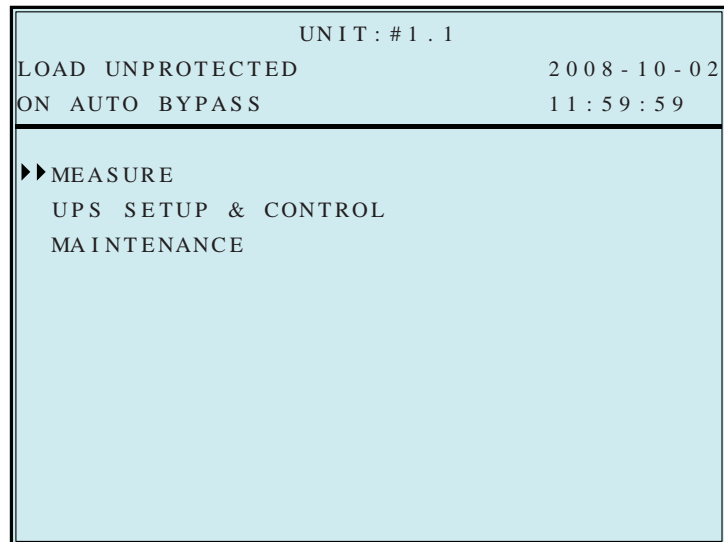 UNIT:#1.1
LOAD UNPROTECTED 2008-10-02
ON AUTO BYPASS 11:59:59
MEASURE
UPS SETUP & CONTROL
MAINTENANCE